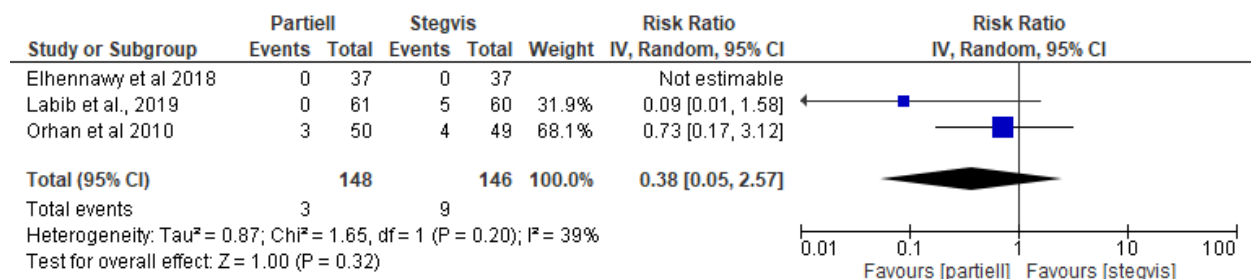 Partiell Stegvis Risk Ratio Risk Ratio
Study or Subgroup Events Total Events Total Weight IV, Random, 95% CI IV, Random, 95% CI
Elhennawy et al 2018 0 37 0 37 Not estimable
Labib et al., 2019 0 61 5 60 31.9% 0.09 [0.01, 1.58]
Orhan et al 2010 3 50 4 49 68.1% 0.73 [0.17, 3.12]
Total (95% CI) 148 146 100.0% 0.38 [0.05, 2.57]
Total events 3 9
Heterogeneity: Tau² = 0.87; Chi² = 1.65, df = 1 (P = 0.20); I² = 39%
Test for overall effect: Z = 1.00 (P = 0.32)
0.01 0.1 1 10 100
Favours [partiell] Favours [stegvis]